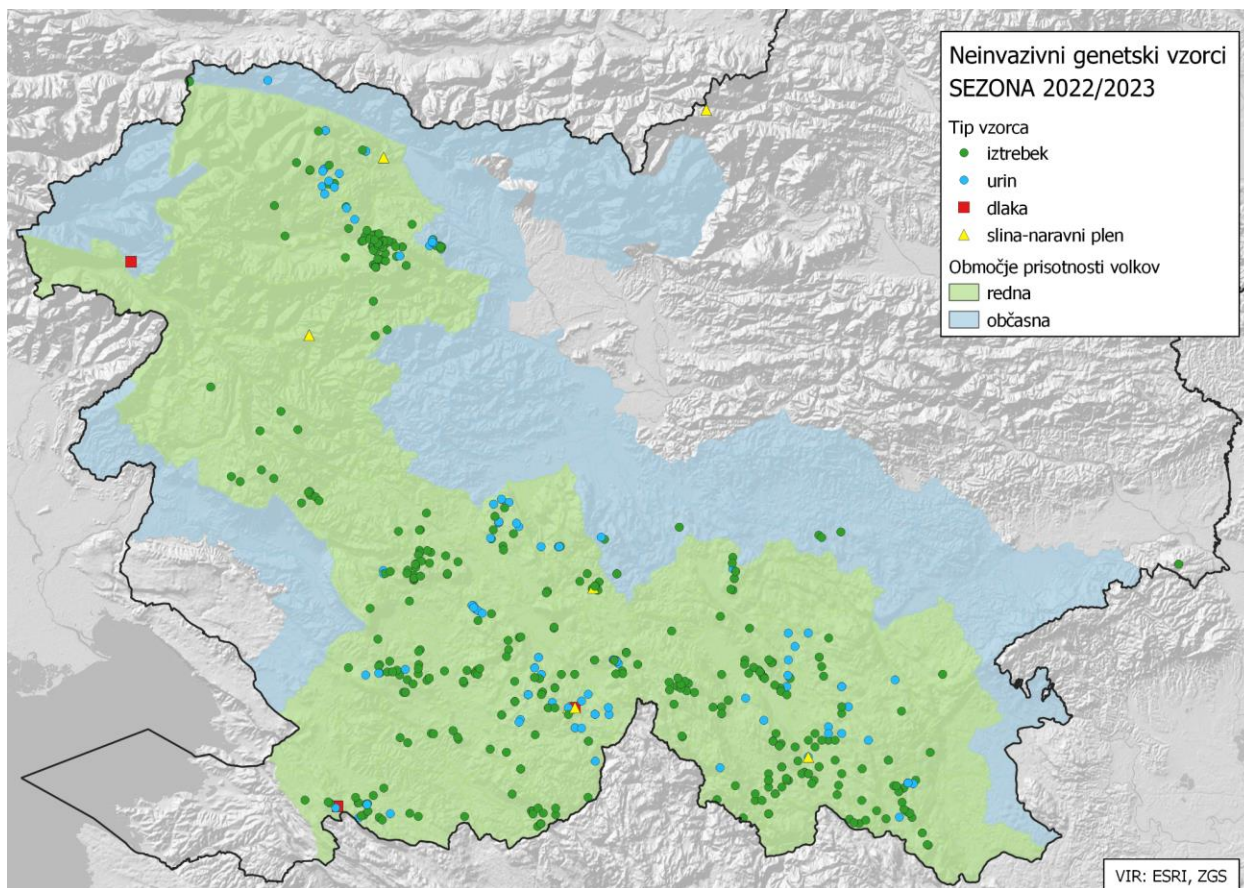 Neinvazivni genetski vzorci
SEZONA 2022/2023
Tip vzorca
iztrebek
urin
dlaka
slina-naravni plen
Območje prisotnosti volkov
redna
občasna
VIR: ESRI, ZGS